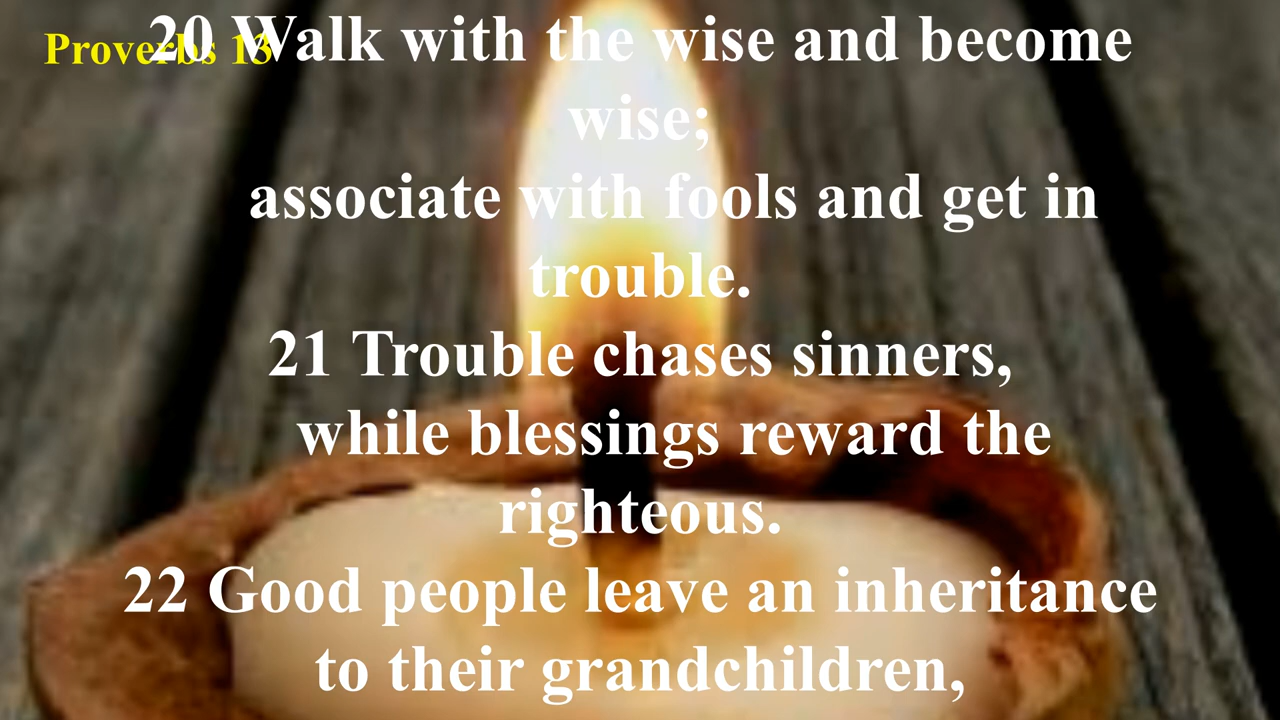 Proverbs 13
20 Walk with the wise and become
wise;
associate with fools and get in
trouble.
21 Trouble chases sinners,
while blessings reward the
righteous.
22 Good people leave an inheritance
to their grandchildren,